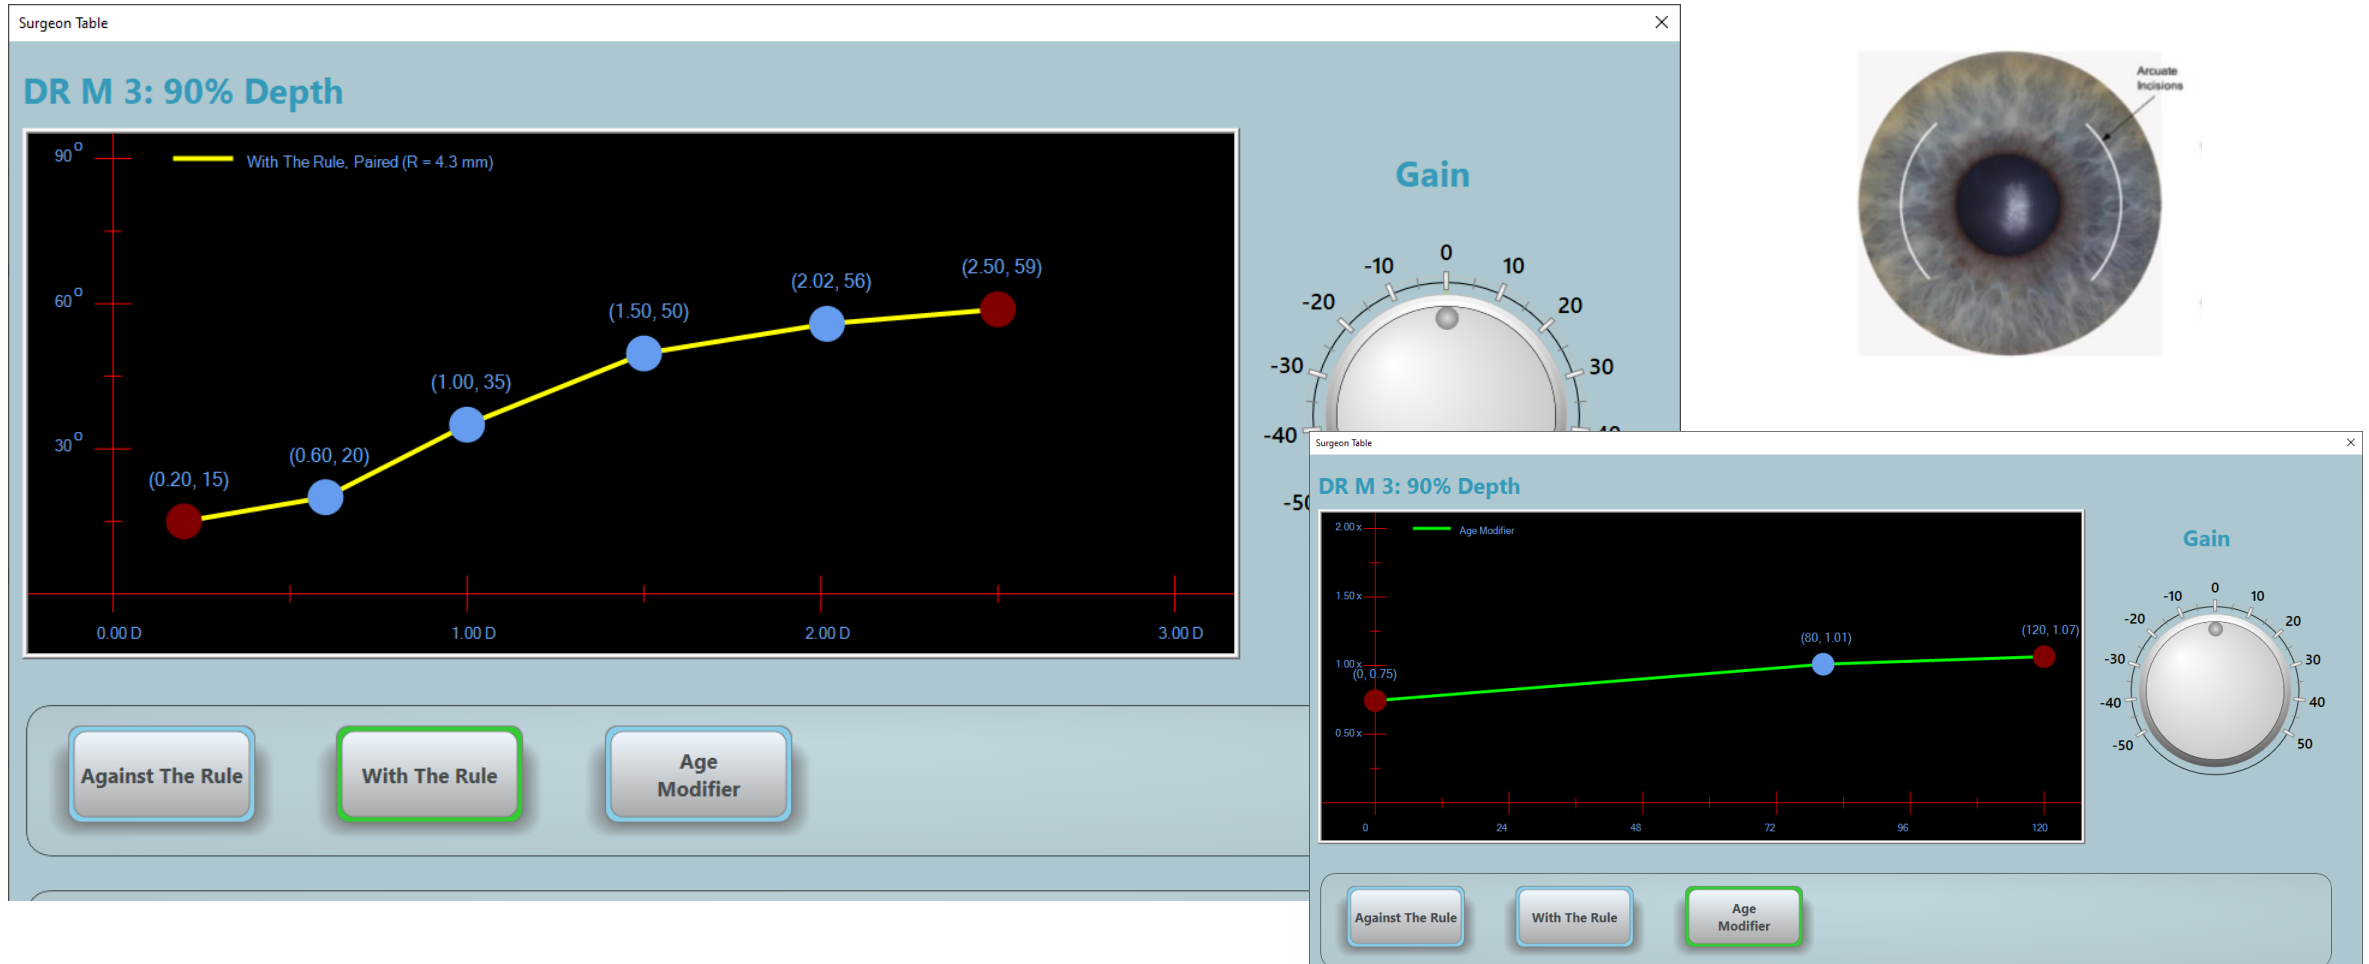 Surgeon Table
DR M 3: 90% Depth
90°
With The Rule, Paired (R = 4.3 mm)
60°
30°
(0.20, 15)
(0.60, 20)
(1.00, 35)
(1.50, 50)
(2.02, 56)
(2.50, 59)
0.00 D
1.00 D
2.00 D
3.00 D
Gain
0
-10
10
-20
20
-30
30
-40
Against The Rule
With The Rule
Age
Modifier
Arcuate
Incisions
Surgeon Table
DR M 3: 90% Depth
2.00 x
Age Modifier
1.50 x
1.00 x
0.50 x
(0, 0.75)
(80, 1.01)
(120, 1.07)
0
24
48
72
96
120
Gain
0
-10
10
-20
20
-30
30
-40
40
-50
50
Against The Rule
With The Rule
Age
Modifier